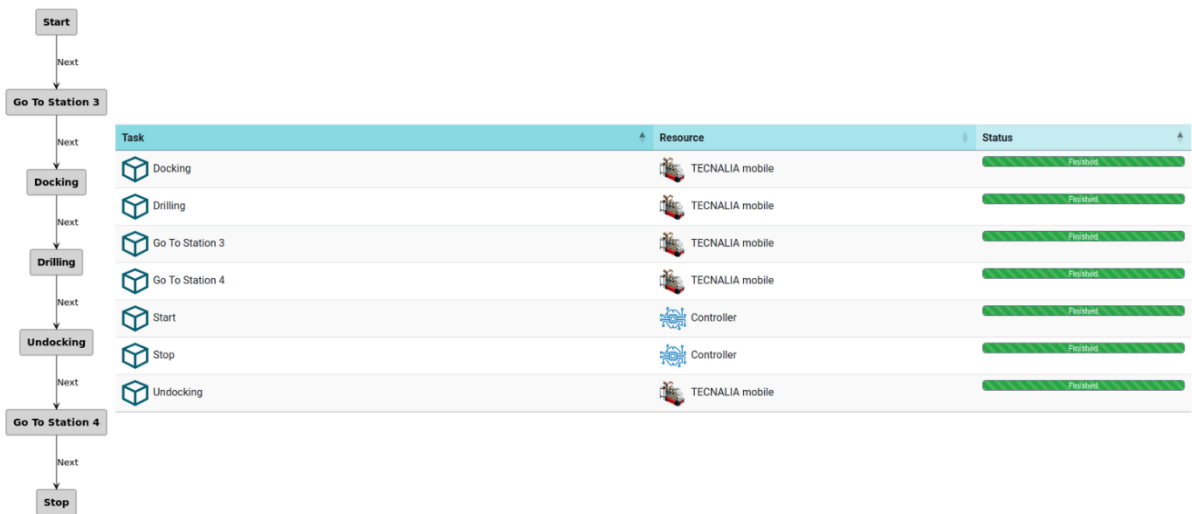 Start
Next
Go To Station 3
Next
Docking
Next
Drilling
Next
Undocking
Next
Go To Station 4
Next
Stop
Task Resource Status
Docking TECNALIA mobile Finished
Drilling TECNALIA mobile Finished
Go To Station 3 TECNALIA mobile Finished
Go To Station 4 TECNALIA mobile Finished
Start Controller Finished
Stop Controller Finished
Undocking TECNALIA mobile Finished